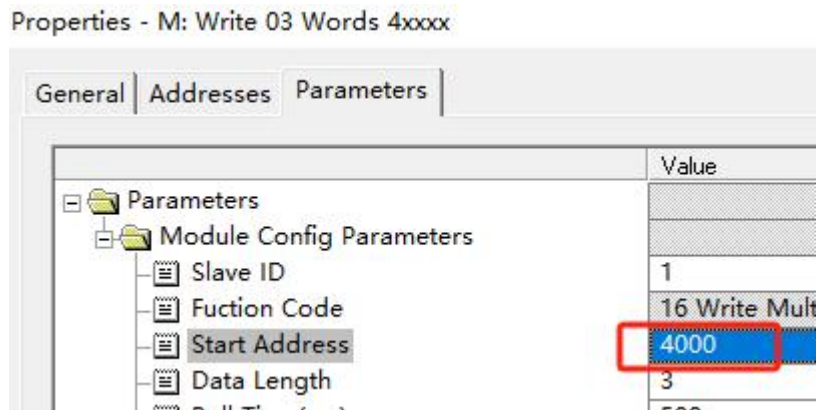 Properties - M: Write 03 Words 4xxxx
General Addresses Parameters
Value
Parameters
Module Config Parameters
Slave ID 1
Fuction Code 16 Write Mult
Start Address 4000
Data Length 3